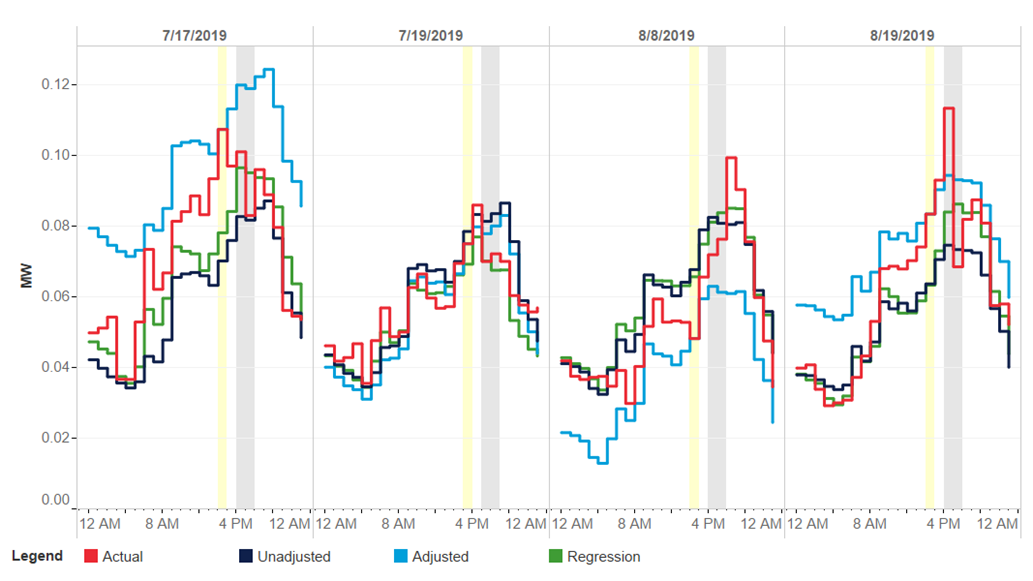 7/17/2019 7/19/2019 8/8/2019 8/19/2019
0.12
0.10
0.08
0.06
0.04
0.02
0.00
MW
12 AM 8 AM 4 PM 12 AM 12 AM 8 AM 4 PM 12 AM 12 AM 8 AM 4 PM 12 AM 12 AM 8 AM 4 PM 12 AM
Legend Actual Unadjusted Adjusted Regression